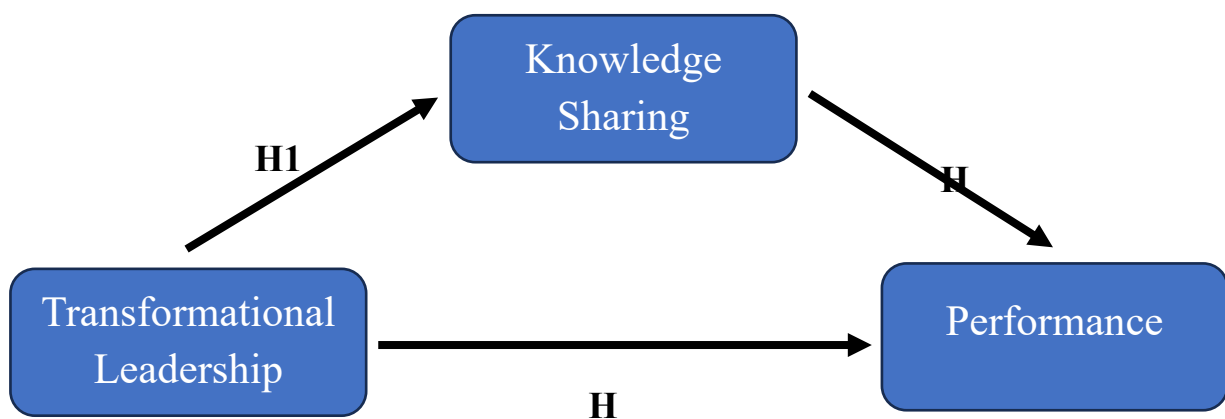 Knowledge
Sharing
H1
H
Transformational
Leadership
Performance
H